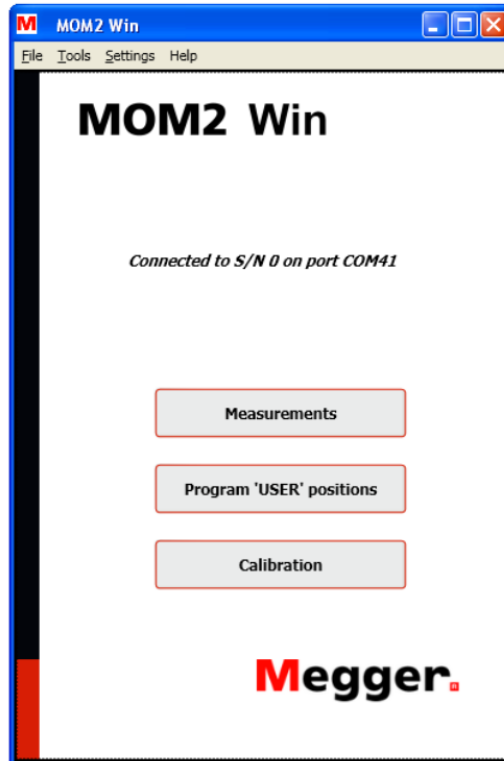 M MOM2 Win
File Tools Settings Help
MOM2 Win
Connected to S/N 0 on port COM41
Measurements
Program 'USER' positions
Calibration
Megger.